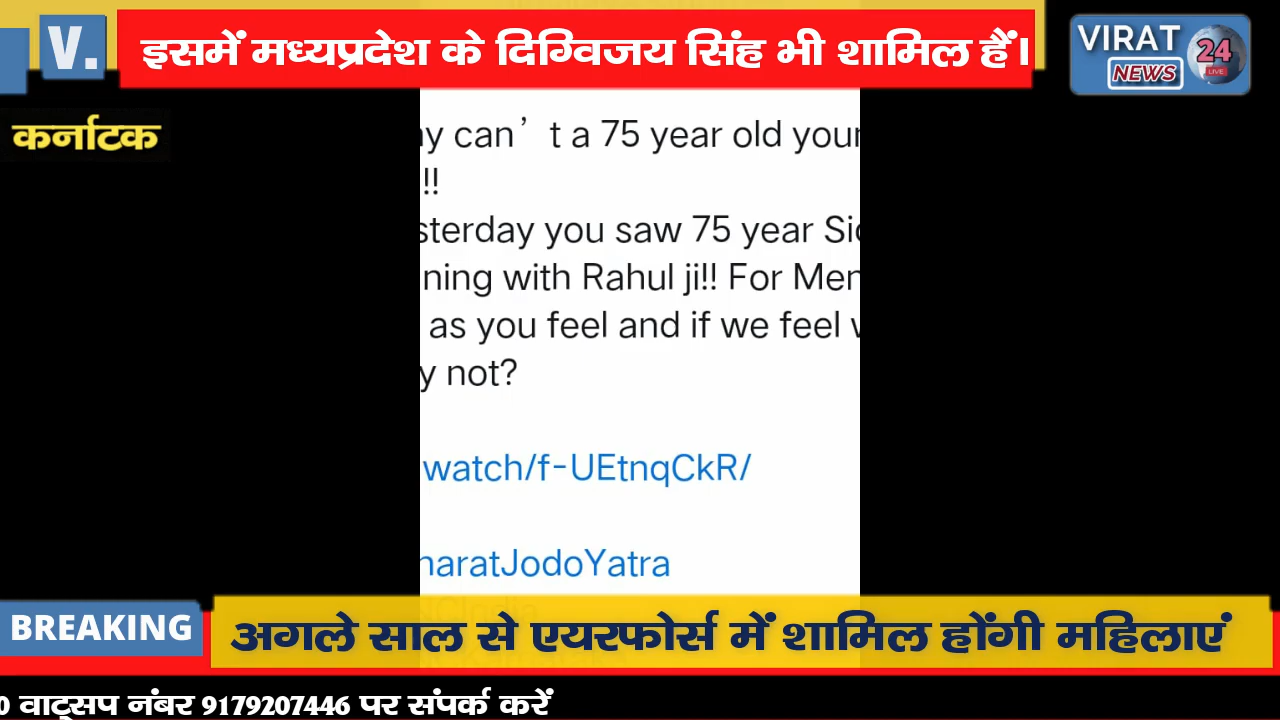 V.
इसमें मध्यप्रदेश के दिग्विजय सिंह भी शामिल हैं।
VIRAT
24
LIVE
NEWS
कर्नाटक
y can’ t a 75 year old your
!!
sterday you saw 75 year Sid
ning with Rahul ji!! For Men
as you feel and if we feel
y not?
watch/f-UEtnqCkR/
haratJodoYatra
BREAKING
अगले साल से एयरफोर्स में शामिल होंगी महिलाएं
0 वाट्सप नंबर 9179207446 पर संपर्क करें